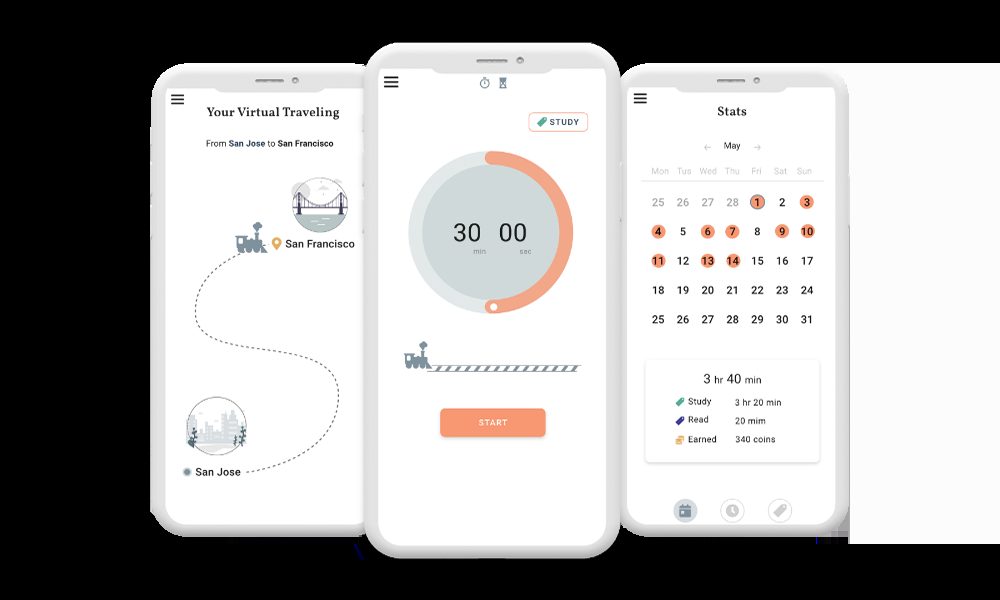 Your Virtual Traveling
From San Jose to San Francisco
San Francisco
San Jose
STUDY
30 00
min sec
START
Stats
May
Mon Tus Wed Thu Fri Sat Sun
25 26 27 28 1 2 3
4 5 6 7 8 9 10
11 12 13 14 15 16 17
18 19 20 21 22 23 24
25 26 27 28 29 30 31
3 hr 40 min
Study 3 hr 20 min
Read 20 mim
Earned 340 coins